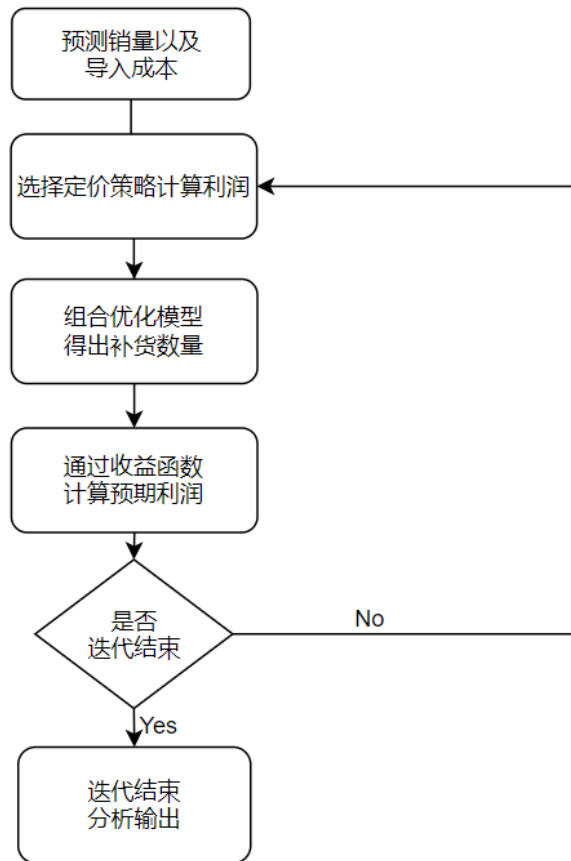 预测销量以及
导入成本
选择定价策略计算利润
组合优化模型
得出补货数量
通过收益函数
计算预期利润
是否
迭代结束
No
Yes
迭代结束
分析输出